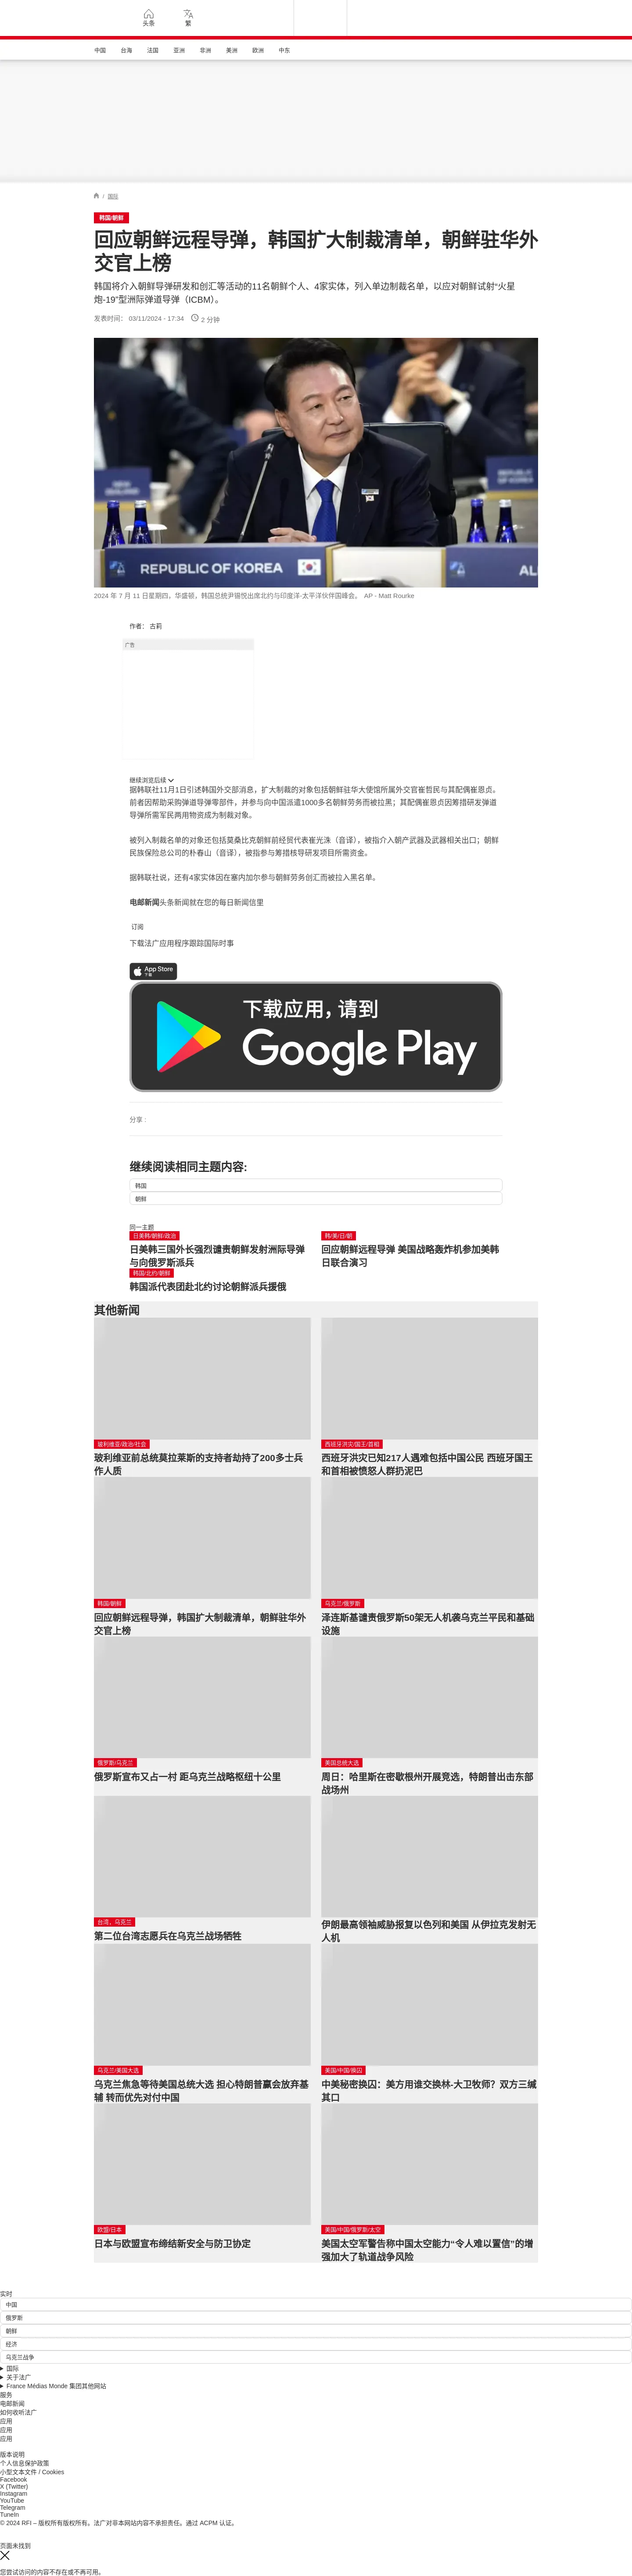 头条
繁
中国
台海
法国
亚洲
非洲
美洲
欧洲
中东
/ 国际
韩国/朝鲜
回应朝鲜远程导弹，韩国扩大制裁清单，朝鲜驻华外
交官上榜
韩国将介入朝鲜导弹研发和创汇等活动的11名朝鲜个人、4家实体，列入单边制裁名单，以应对朝鲜试射“火星
炮-19”型洲际弹道导弹（ICBM）。
发表时间： 03/11/2024 - 17:34 2 分钟
REPUBLIC OF KOREA
2024 年 7 月 11 日星期四，华盛顿，韩国总统尹锡悦出席北约与印度洋-太平洋伙伴国峰会。 AP - Matt Rourke
作者： 古莉
广告
继续浏览后续
据韩联社11月1日引述韩国外交部消息，扩大制裁的对象包括朝鲜驻华大使馆所属外交官崔哲民与其配偶崔恩贞。
前者因帮助采购弹道导弹零部件，并参与向中国派遣1000多名朝鲜劳务而被拉黑；其配偶崔恩贞因筹措研发弹道
导弹所需军民两用物资成为制裁对象。
被列入制裁名单的对象还包括莫桑比克朝鲜前经贸代表崔光洙（音译），被指介入朝产武器及武器相关出口；朝鲜
民族保险总公司的朴春山（音译），被指参与筹措核导研发项目所需资金。
据韩联社说，还有4家实体因在塞内加尔参与朝鲜劳务创汇而被拉入黑名单。
电邮新闻头条新闻就在您的每日新闻信里
订阅
下载法广应用程序跟踪国际时事
App Store
下载
下载应用，请到
Google Play
分享 :
继续阅读相同主题内容:
韩国
朝鲜
同一主题
日美韩/朝鲜/政治
日美韩三国外长强烈谴责朝鲜发射洲际导弹
与向俄罗斯派兵
韩/美/日/朝
回应朝鲜远程导弹 美国战略轰炸机参加美韩
日联合演习
韩国/北约/朝鲜
韩国派代表团赴北约讨论朝鲜派兵援俄
其他新闻
玻利维亚/政治/社会
玻利维亚前总统莫拉莱斯的支持者劫持了200多士兵
作人质
西班牙洪灾/国王/首相
西班牙洪灾已知217人遇难包括中国公民 西班牙国王
和首相被愤怒人群扔泥巴
韩国/朝鲜
回应朝鲜远程导弹，韩国扩大制裁清单，朝鲜驻华外
交官上榜
乌克兰/俄罗斯
泽连斯基谴责俄罗斯50架无人机袭乌克兰平民和基础
设施
俄罗斯/乌克兰
俄罗斯宣布又占一村 距乌克兰战略枢纽十公里
美国总统大选
周日：哈里斯在密歇根州开展竞选，特朗普出击东部
战场州
台湾，乌克兰
第二位台湾志愿兵在乌克兰战场牺牲
伊朗最高领袖威胁报复以色列和美国 从伊拉克发射无
人机
乌克兰/美国大选
乌克兰焦急等待美国总统大选 担心特朗普赢会放弃基
辅 转而优先对付中国
美国/中国/换囚
中美秘密换囚：美方用谁交换林-大卫牧师？双方三缄
其口
欧盟/日本
日本与欧盟宣布缔结新安全与防卫协定
美国/中国/俄罗斯/太空
美国太空军警告称中国太空能力“令人难以置信”的增
强加大了轨道战争风险
实时
中国
俄罗斯
朝鲜
经济
乌克兰战争
国际
关于法广
France Médias Monde 集团其他网站
服务
电邮新闻
如何收听法广
应用
应用
应用
版本说明
个人信息保护政策
小型文本文件 / Cookies
Facebook
X (Twitter)
Instagram
YouTube
Telegram
TuneIn
© 2024 RFI – 版权所有版权所有。法广对非本网站内容不承担责任。通过 ACPM 认证。
页面未找到
您尝试访问的内容不存在或不再可用。